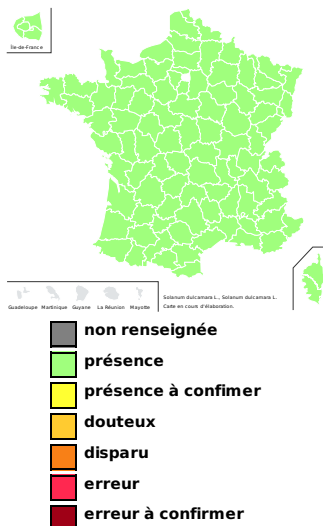 Île-de-France
Solanum dulcamara L., Solanum dulcamara L.
Carte en cours d'élaboration.
Guadeloupe Martinique Guyane La Réunion Mayotte
non renseignée
présence
présence à confimer
douteux
disparu
erreur
erreur à confirmer